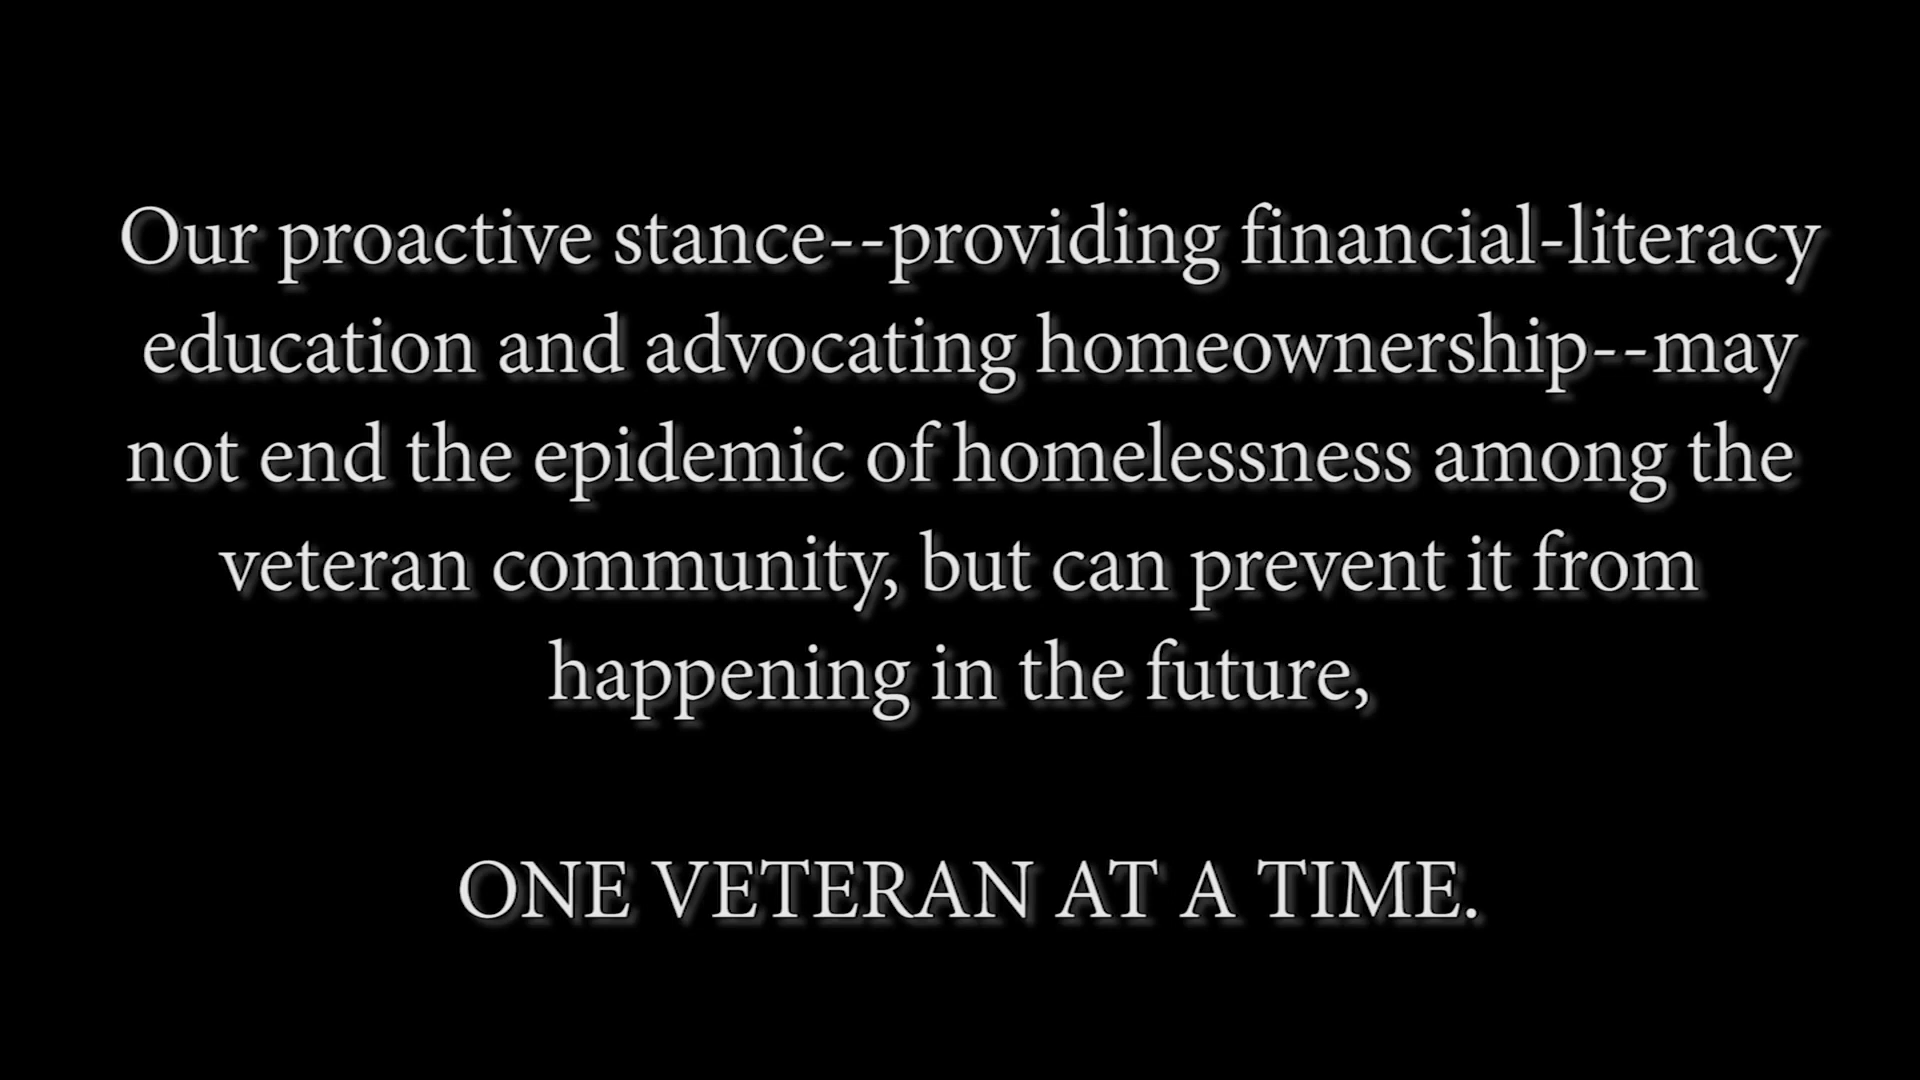 Our proactive stance--providing financial-literacy
education and advocating homeownership--may
not end the epidemic of homelessness among the
veteran community, but can prevent it from
happening in the future,
ONE VETERAN AT A TIME.